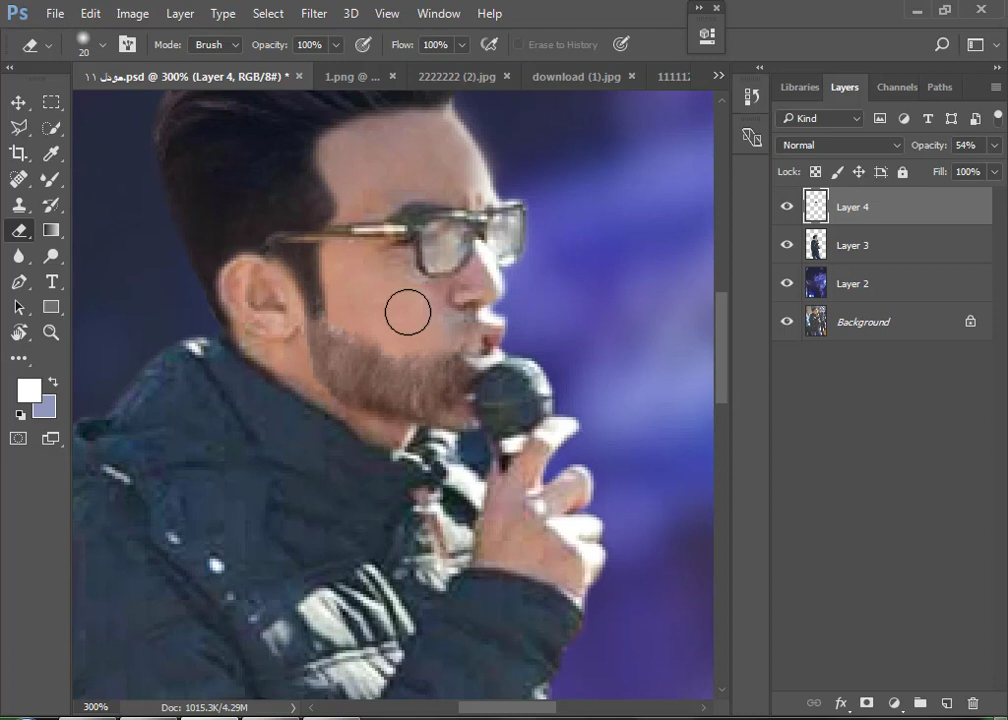 Ps File Edit Image Layer Type Select Filter 3D View Window Help
20 Mode: Brush Opacity: 100% Flow: 100% Erase to History
مودل ١١.psd @ 300% (Layer 4, RGB/8#) * 1.png @ ... 2222222 (2).jpg download (1).jpg
Libraries Layers Channels Paths
Kind
Normal Opacity: 54%
Lock: Fill: 100%
Layer 4
Layer 3
Layer 2
Background
300% Doc: 1015.3K/4.29M
fx